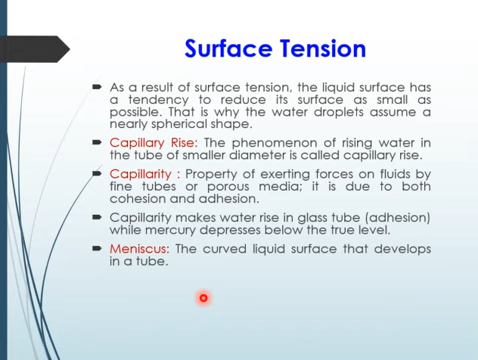 Surface Tension
As a result of surface tension, the liquid surface has
a tendency to reduce its surface as small as
possible. That is why the water droplets assume a
nearly spherical shape.
Capillary Rise: The phenomenon of rising water in
the tube of smaller diameter is called capillary rise.
Capillarity : Property of exerting forces on fluids by
fine tubes or porous media; it is due to both
cohesion and adhesion.
Capillarity makes water rise in glass tube (adhesion)
while mercury depresses below the true level.
Meniscus: The curved liquid surface that develops
in a tube.